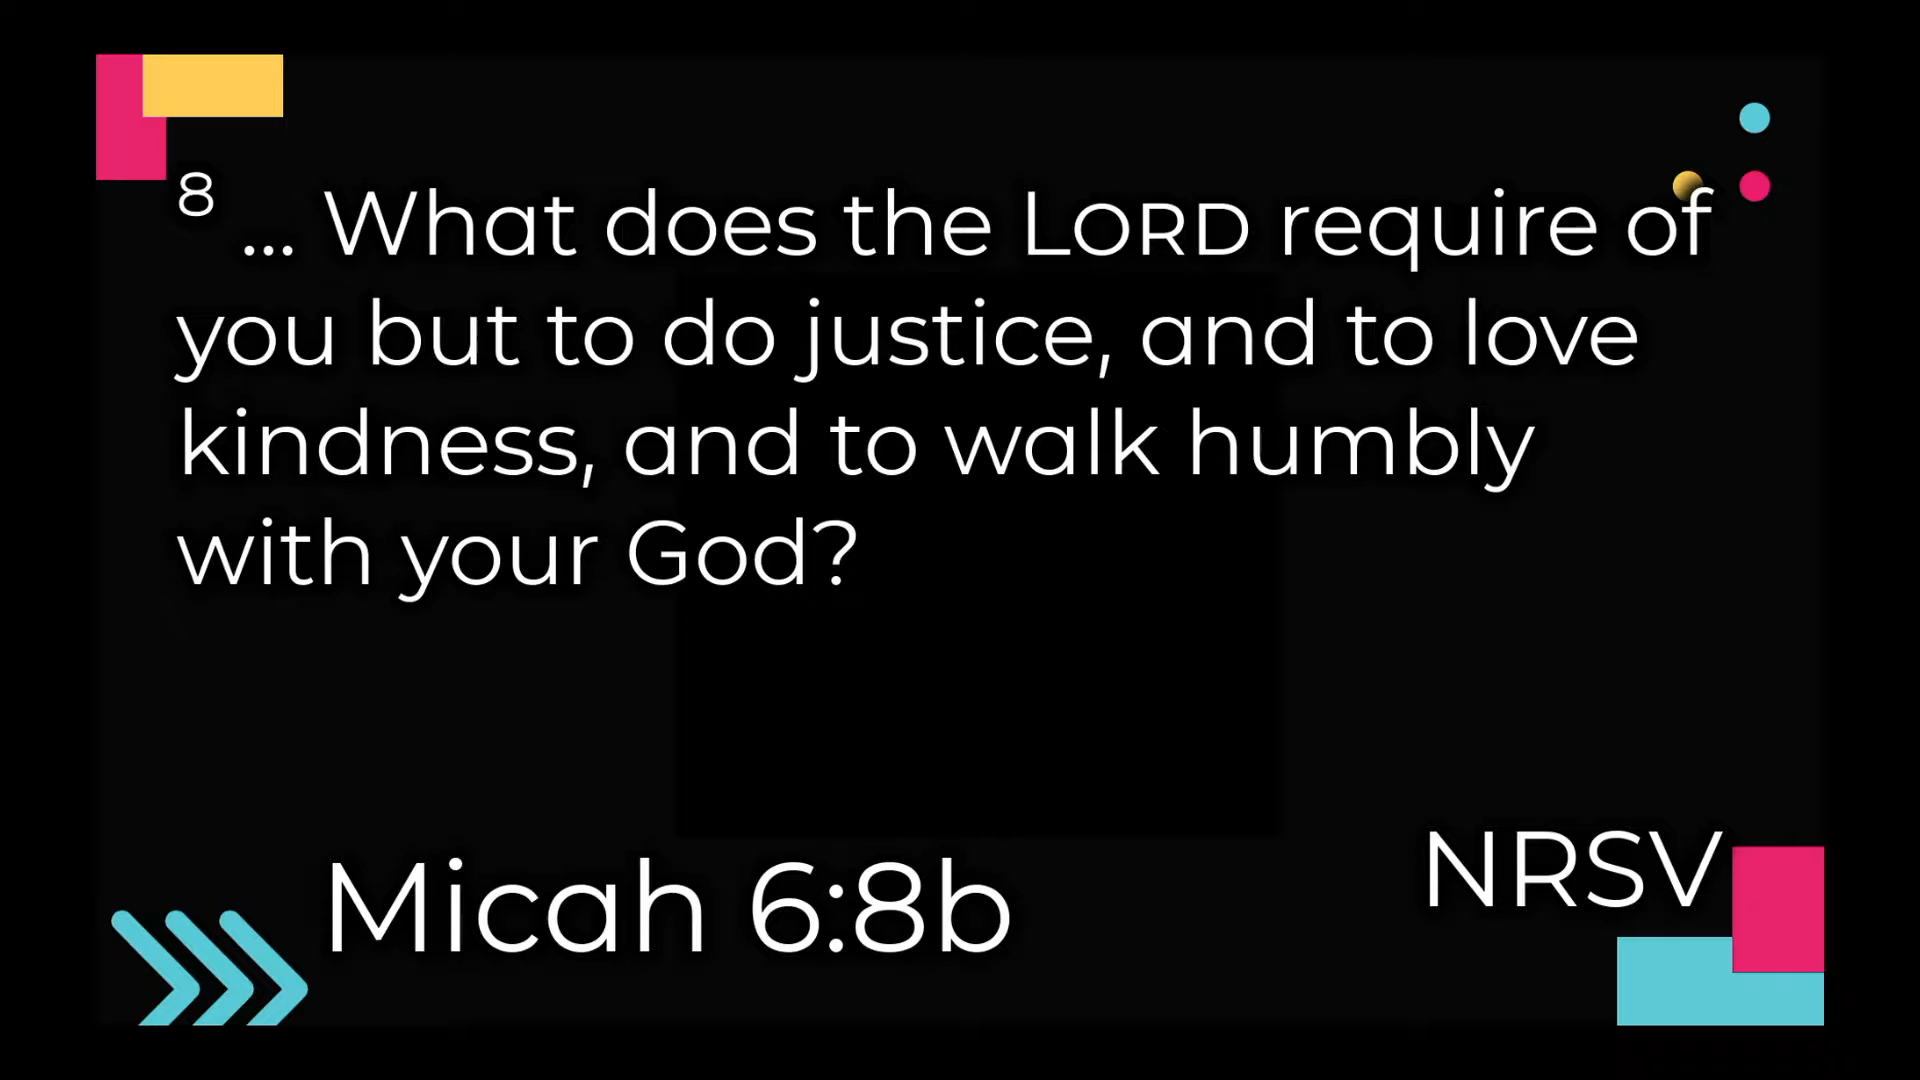 8 ... What does the LORD require of
you but to do justice, and to love
kindness, and to walk humbly
with your God?
Micah 6:8b
NRSV